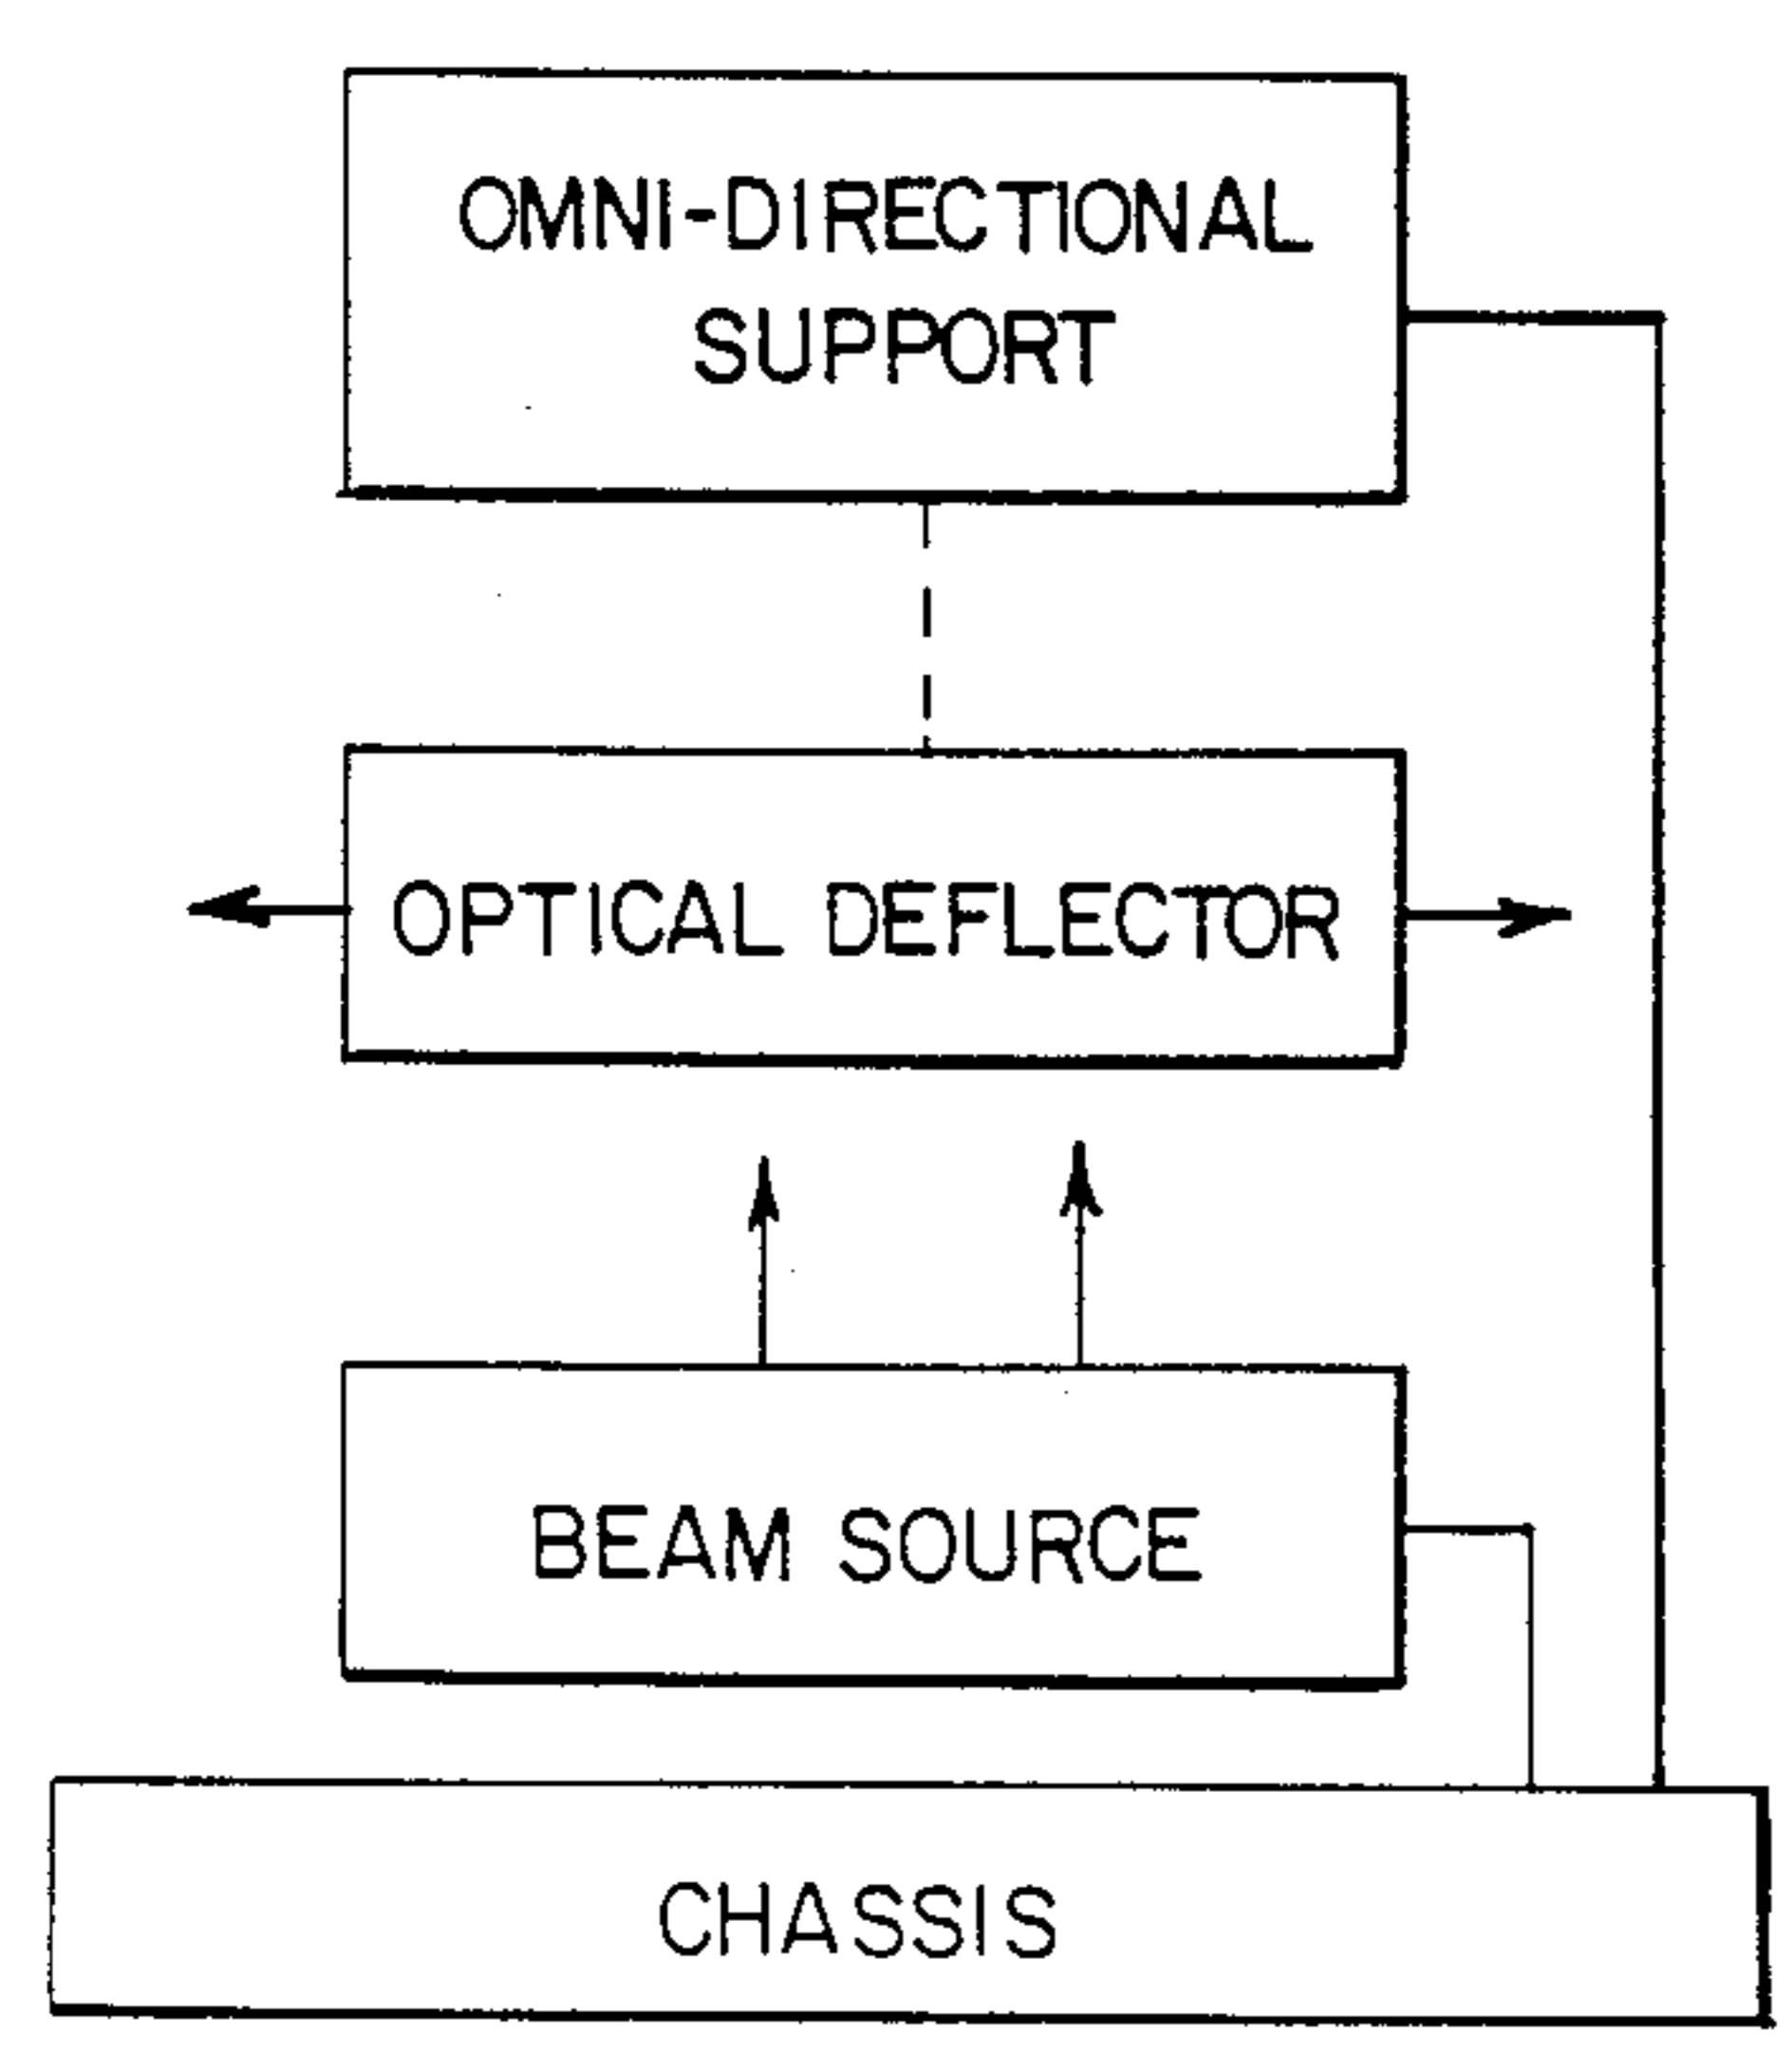 OMNI-DIRECTIONAL
SUPPORT
OPTICAL DEFLECTOR
BEAM SOURCE
CHASSIS